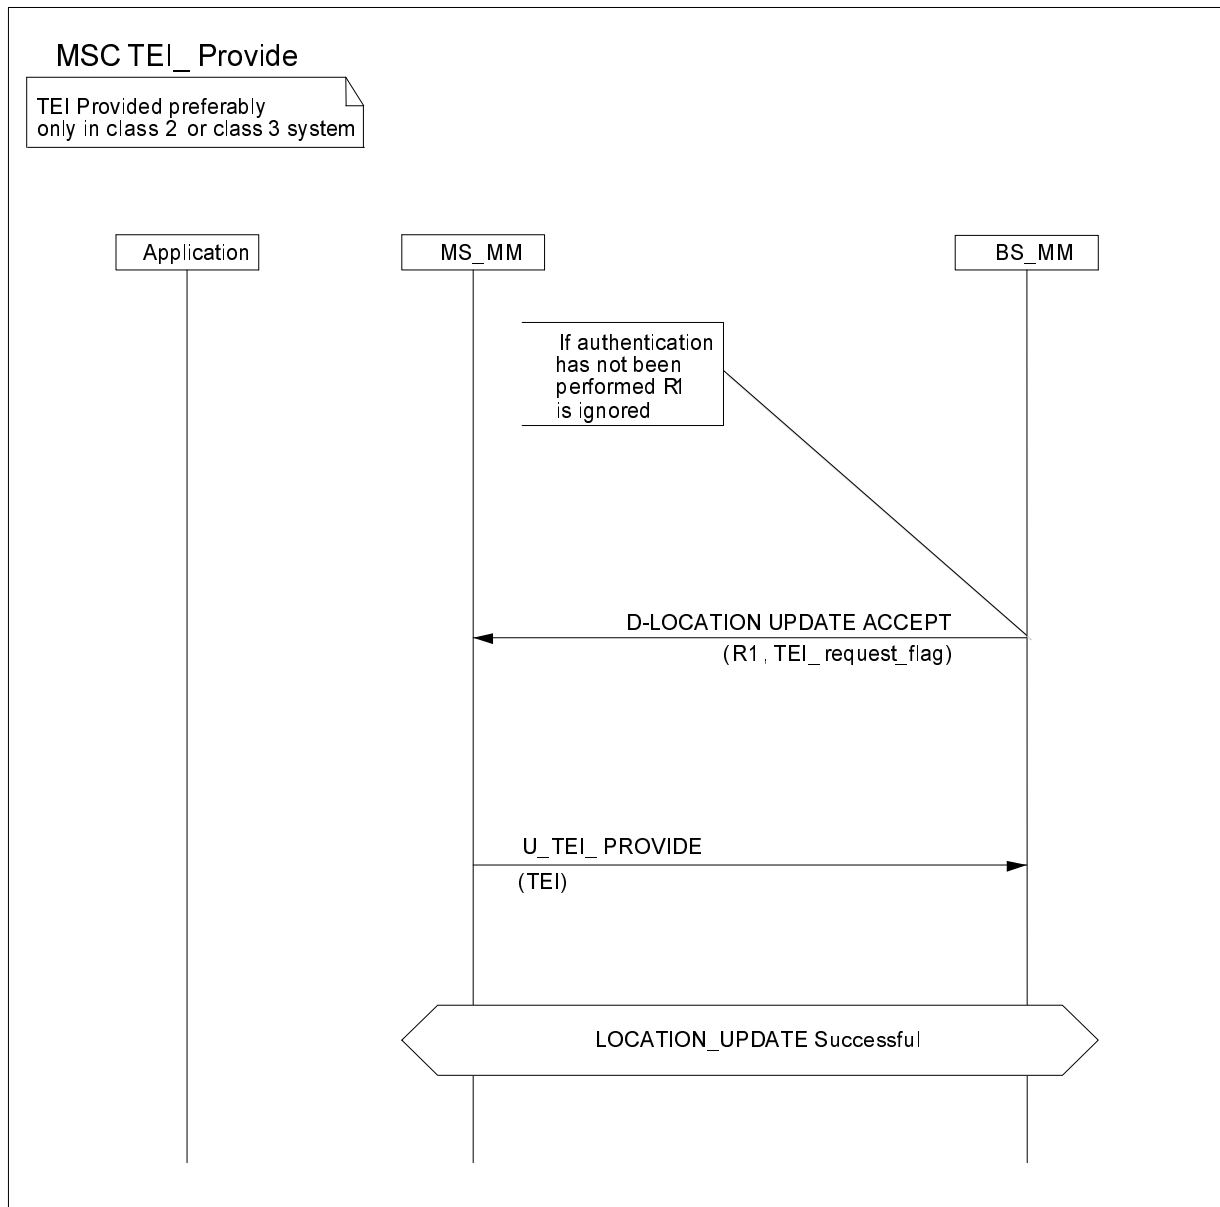 MSC TEI_ Provide
TEI Provided preferably
only in class 2 or class 3 system
Application
MS_MM
BS_MM
If authentication
has not been
performed R1
is ignored
D-LOCATION UPDATE ACCEPT
(R1, TEI_ request_flag)
U_TEI_ PROVIDE
(TEI)
LOCATION_UPDATE Successful